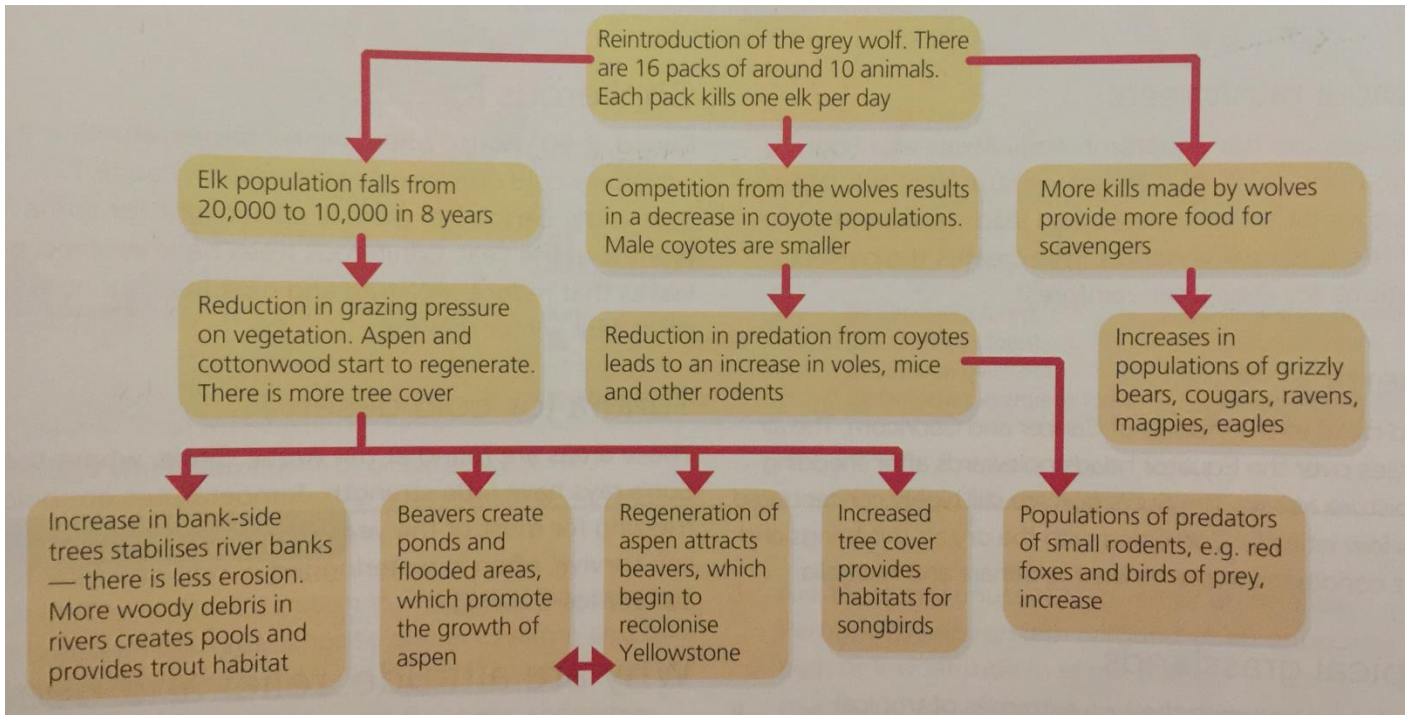 Reintroduction of the grey wolf. There
are 16 packs of around 10 animals.
Each pack kills one elk per day
Elk population falls from
20,000 to 10,000 in 8 years
Competition from the wolves results
in a decrease in coyote populations.
Male coyotes are smaller
More kills made by wolves
provide more food for
scavengers
Reduction in grazing pressure
on vegetation. Aspen and
cottonwood start to regenerate.
There is more tree cover
Reduction in predation from coyotes
leads to an increase in voles, mice
and other rodents
Increases in
populations of grizzly
bears, cougars, ravens,
magpies, eagles
Increase in bank-side
trees stabilises river banks
— there is less erosion.
More woody debris in
rivers creates pools and
provides trout habitat
Beavers create
ponds and
flooded areas,
which promote
the growth of
aspen
Regeneration of
aspen attracts
beavers, which
begin to
recolonise
Yellowstone
Increased
tree cover
provides
habitats for
songbirds
Populations of predators
of small rodents, e.g. red
foxes and birds of prey,
increase